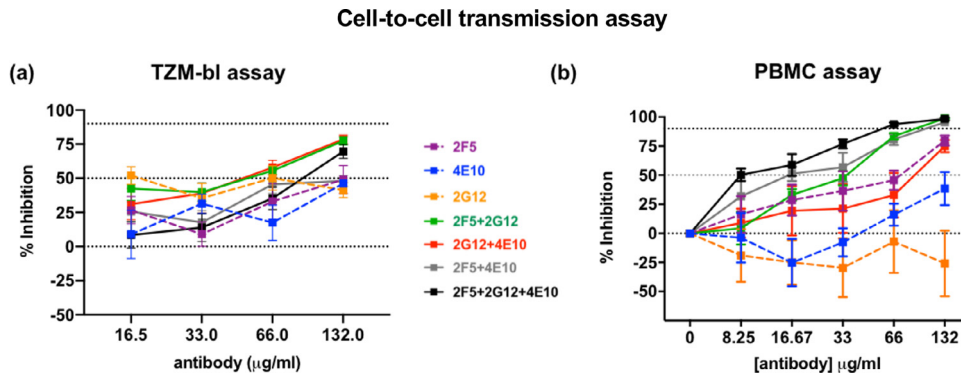 Cell-to-cell transmission assay
(a)
TZM-bl assay
% Inhibition
100
75
50
25
0
-25
-50
16.5
33.0
66.0
132.0
antibody (μg/ml)
2F5
4E10
2G12
2F5+2G12
2G12+4E10
2F5+4E10
2F5+2G12+4E10
(b)
PBMC assay
% Inhibition
100
75
50
25
0
-25
-50
0
8.25
16.67
33
66
132
[antibody] μg/ml